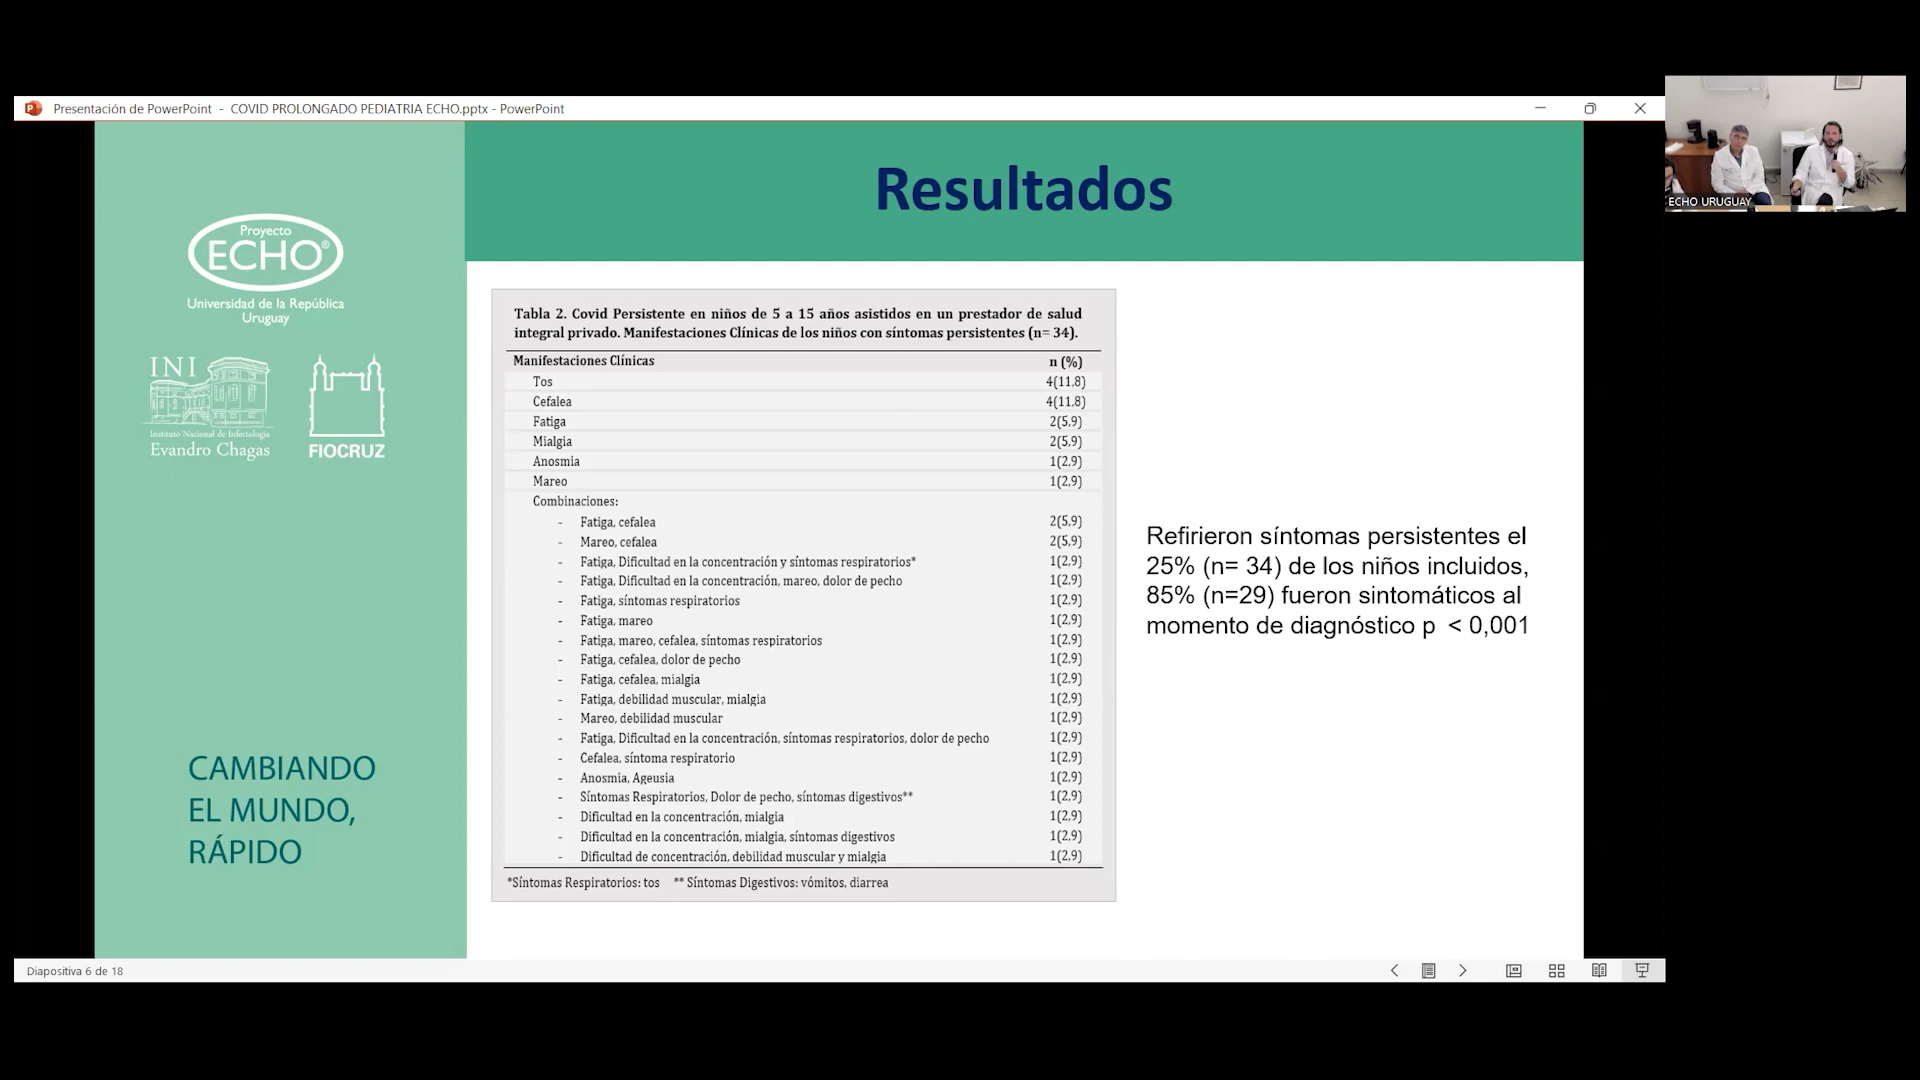 Presentación de PowerPoint - COVID PROLONGADO PEDIATRIA ECHO.pptx - PowerPoint
ECHO URUGUAY
Resultados
Proyecto
ECHO®
Universidad de la República
Uruguay
INI
Instituto Nacional de Infectología
Evandro Chagas
FIOCRUZ
CAMBIANDO
EL MUNDO,
RÁPIDO
Tabla 2. Covid Persistente en niños de 5 a 15 años asistidos en un prestador de salud
integral privado. Manifestaciones Clínicas de los niños con síntomas persistentes (n= 34).
Manifestaciones Clínicas n (%)
Tos 4(11,8)
Cefalea 4(11,8)
Fatiga 2(5,9)
Mialgia 2(5,9)
Anosmia 1(2,9)
Mareo 1(2,9)
Combinaciones:
- Fatiga, cefalea 2(5,9)
- Mareo, cefalea 2(5,9)
- Fatiga, Dificultad en la concentración y síntomas respiratorios* 1(2,9)
- Fatiga, Dificultad en la concentración, mareo, dolor de pecho 1(2,9)
- Fatiga, síntomas respiratorios 1(2,9)
- Fatiga, mareo 1(2,9)
- Fatiga, mareo, cefalea, síntomas respiratorios 1(2,9)
- Fatiga, cefalea, dolor de pecho 1(2,9)
- Fatiga, cefalea, mialgia 1(2,9)
- Fatiga, debilidad muscular, mialgia 1(2,9)
- Mareo, debilidad muscular 1(2,9)
- Fatiga, Dificultad en la concentración, síntomas respiratorios, dolor de pecho 1(2,9)
- Cefalea, síntoma respiratorio 1(2,9)
- Anosmia, Ageusia 1(2,9)
- Síntomas Respiratorios, Dolor de pecho, síntomas digestivos** 1(2,9)
- Dificultad en la concentración, mialgia 1(2,9)
- Dificultad en la concentración, mialgia, síntomas digestivos 1(2,9)
- Dificultad de concentración, debilidad muscular y mialgia 1(2,9)
*Síntomas Respiratorios: tos ** Síntomas Digestivos: vómitos, diarrea
Refirieron síntomas persistentes el
25% (n= 34) de los niños incluidos,
85% (n=29) fueron sintomáticos al
momento de diagnóstico p < 0,001
Diapositiva 6 de 18